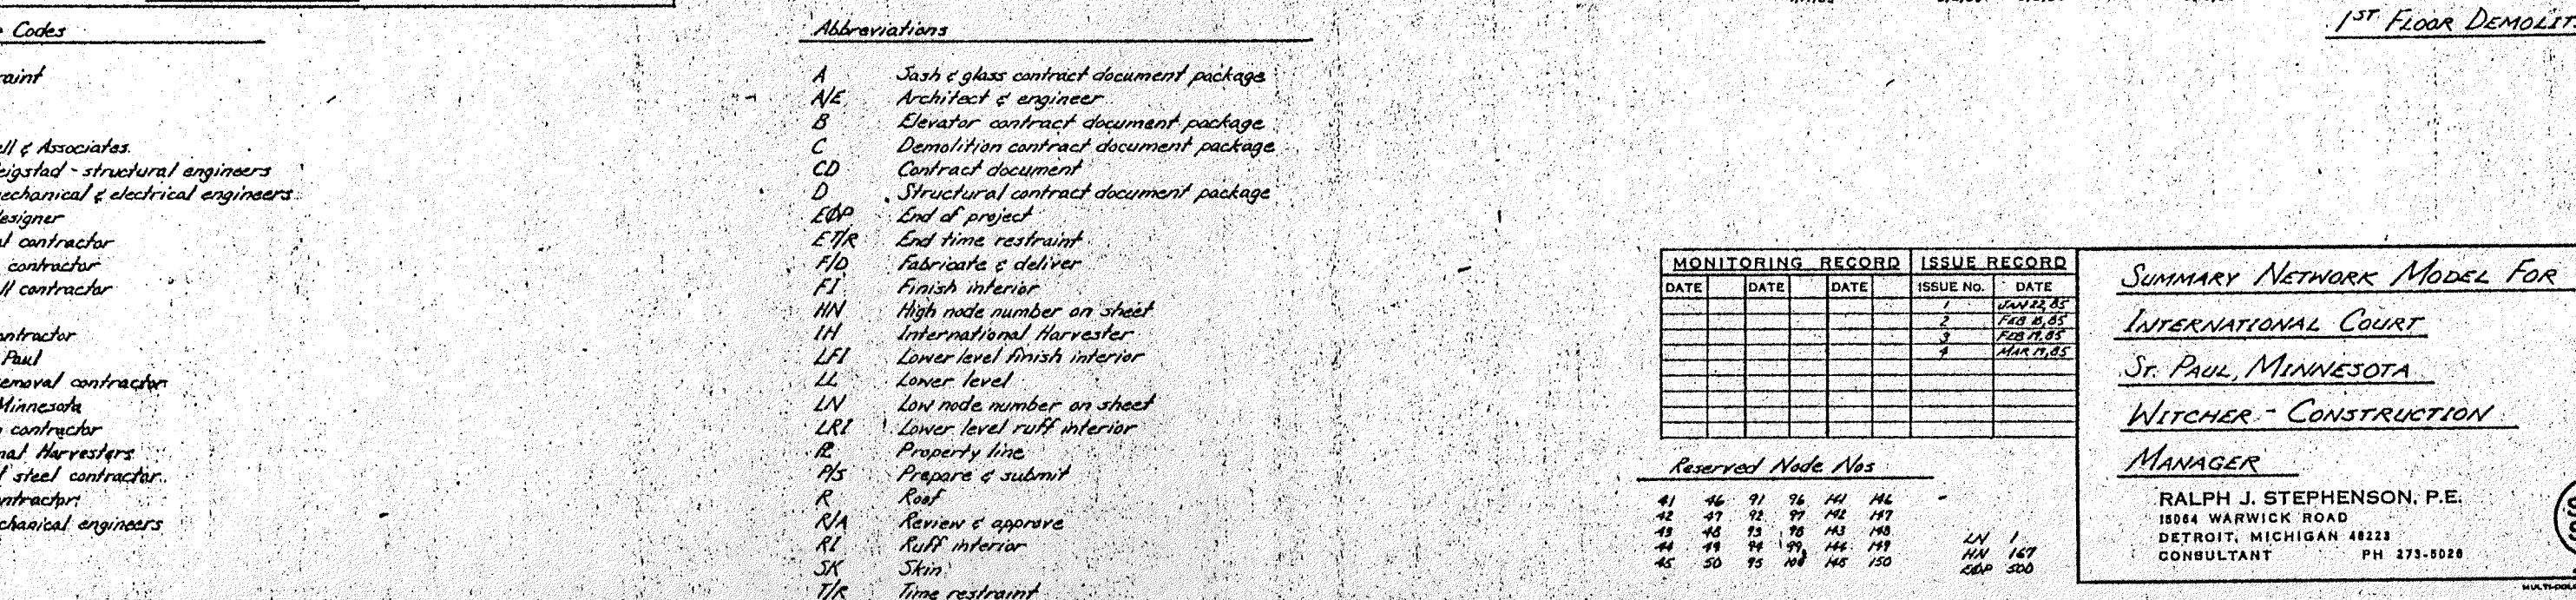 Codes
raint
ll & Associates
eigstad - structural engineers
echanical & electrical engineers
esigner
l contractor
contractor
ll contractor
ontractor
Paul
emoval contractor
Minnesota
contractor
nal Harvesters
l steel contractor
ontractor
chanical engineers
Abbreviations
A Sash & glass contract document package
A/E Architect & engineer
B Elevator contract document package
C Demolition contract document package
CD Contract document
D Structural contract document package
EØP End of project
ET/R End time restraint
F/D Fabricate & deliver
FI Finish interior
HN High node number on sheet
IH International Harvester
LFI Lower level finish interior
LL Lower level
LN Low node number on sheet
LRI Lower level ruff interior
PL Property line
P/S Prepare & submit
R Roof
R/A Review & approve
RI Ruff interior
SK Skin
T/R Time restraint
1ST FLOOR DEMOLIT
MONITORING RECORD ISSUE RECORD
DATE DATE DATE ISSUE No. DATE
1 JAN 22, 85
2 FEB 18, 85
3 FEB 19, 85
4 MAR 19, 85
Reserved Node Nos
41 46 91 96 141 146
42 47 92 97 142 147
43 48 93 98 143 148
44 49 94 99 144 149
45 50 95 100 145 150
LN 1
HN 167
EØP 500
SUMMARY NETWORK MODEL FOR
INTERNATIONAL COURT
ST. PAUL, MINNESOTA
WITCHER - CONSTRUCTION
MANAGER
RALPH J. STEPHENSON, P.E.
15064 WARWICK ROAD
DETROIT, MICHIGAN 48223
CONSULTANT PH 273-5026